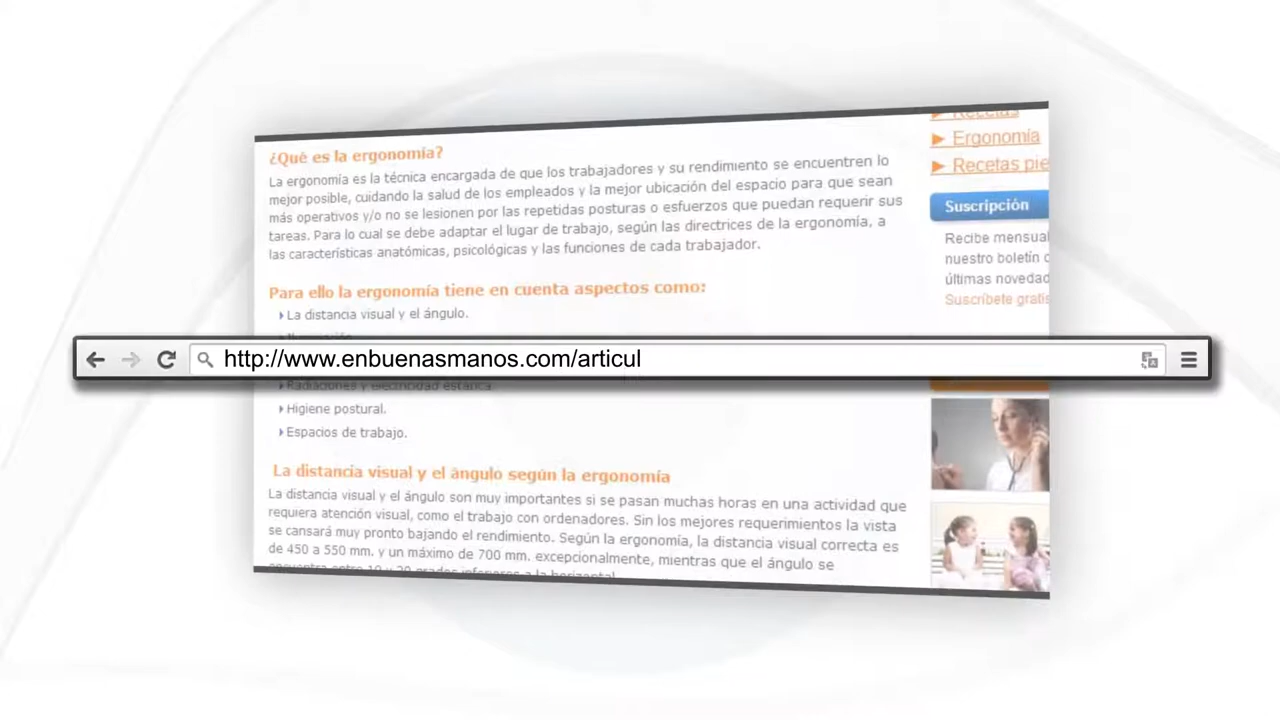 ¿Qué es la ergonomía?
La ergonomía es la técnica encargada de que los trabajadores y su rendimiento se encuentren lo
mejor posible, cuidando la salud de los empleados y la mejor ubicación del espacio para que sean
más operativos y/o no se lesionen por las repetidas posturas o esfuerzos que puedan requerir sus
tareas. Para lo cual se debe adaptar el lugar de trabajo, según las directrices de la ergonomía, a
las características anatómicas, psicológicas y las funciones de cada trabajador.
Para ello la ergonomía tiene en cuenta aspectos como:
La distancia visual y el ángulo.
http://www.enbuenasmanos.com/articul
Radiaciones y electricidad estática.
Higiene postural.
Espacios de trabajo.
La distancia visual y el ángulo según la ergonomía
La distancia visual y el ángulo son muy importantes si se pasan muchas horas en una actividad que
requiera atención visual, como el trabajo con ordenadores. Sin los mejores requerimientos la vista
se cansará muy pronto bajando el rendimiento. Según la ergonomía, la distancia visual correcta es
de 450 a 550 mm. y un máximo de 700 mm. excepcionalmente, mientras que el ángulo se
encuentra entre 10 y 20 grados inferiores a la horizontal.
Recetas
Ergonomía
Recetas pie
Suscripción
Recibe mensual
nuestro boletín
últimas novedad
Suscríbete gratis